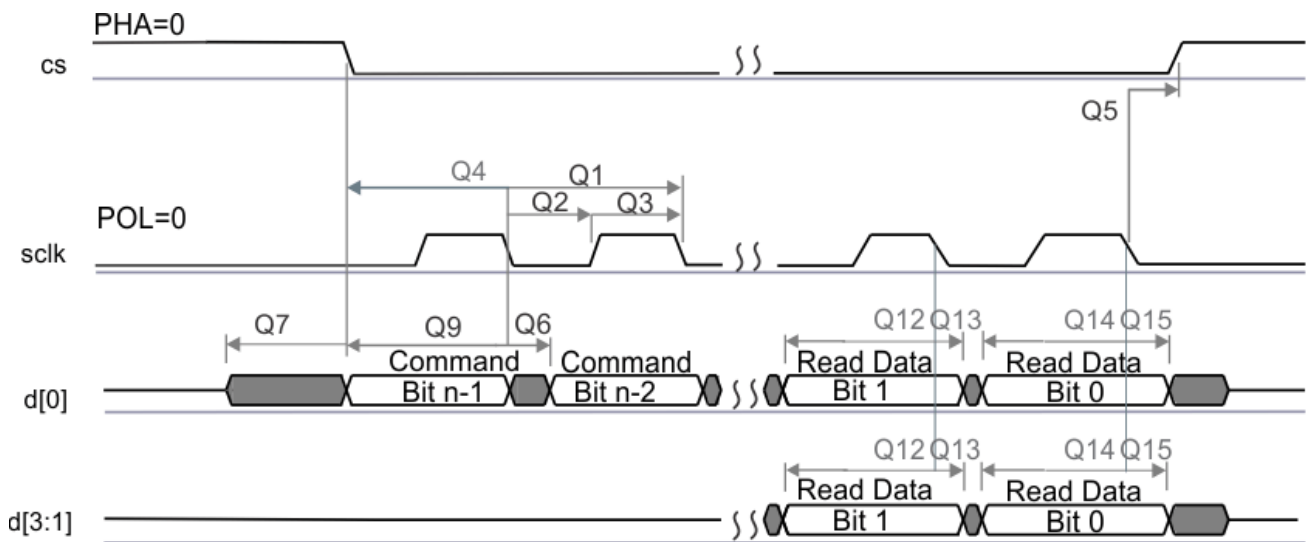 PHA=0
cs
Q5
Q4 Q1
Q2 Q3
POL=0
sclk
Q7 Q9 Q6 Q12 Q13 Q14 Q15
Command Command Read Data Read Data
d[0] Bit n-1 Bit n-2 Bit 1 Bit 0
Q12 Q13 Q14 Q15
Read Data Read Data
d[3:1] Bit 1 Bit 0